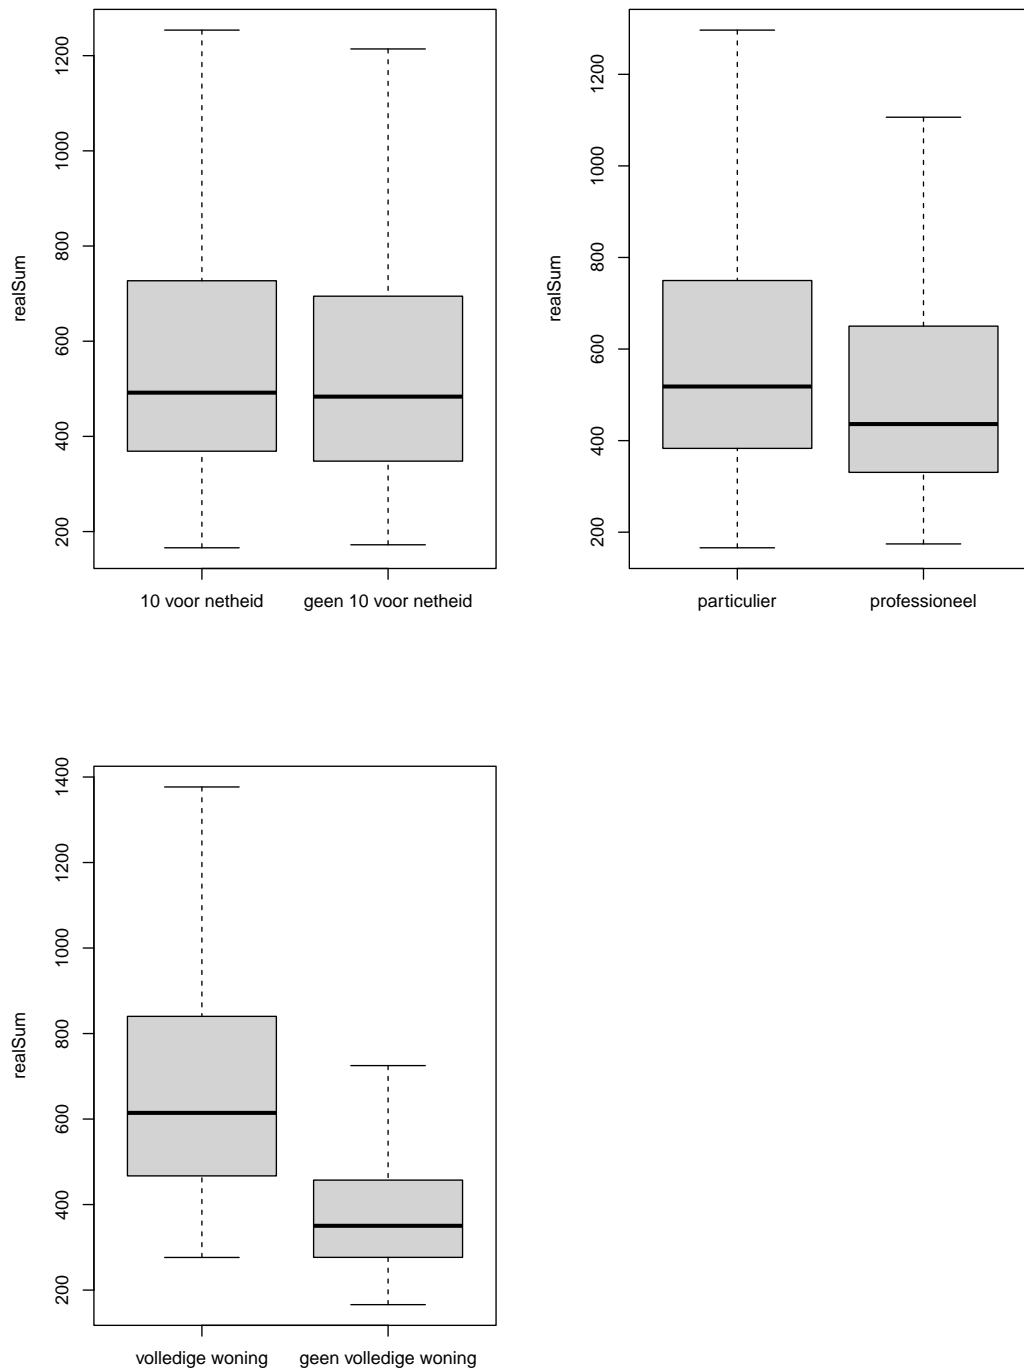 realSum
1200
1000
800
600
400
200
10 voor netheid
geen 10 voor netheid
realSum
1200
1000
800
600
400
200
particulier
professioneel
realSum
1400
1200
1000
800
600
400
200
volledige woning
geen volledige woning